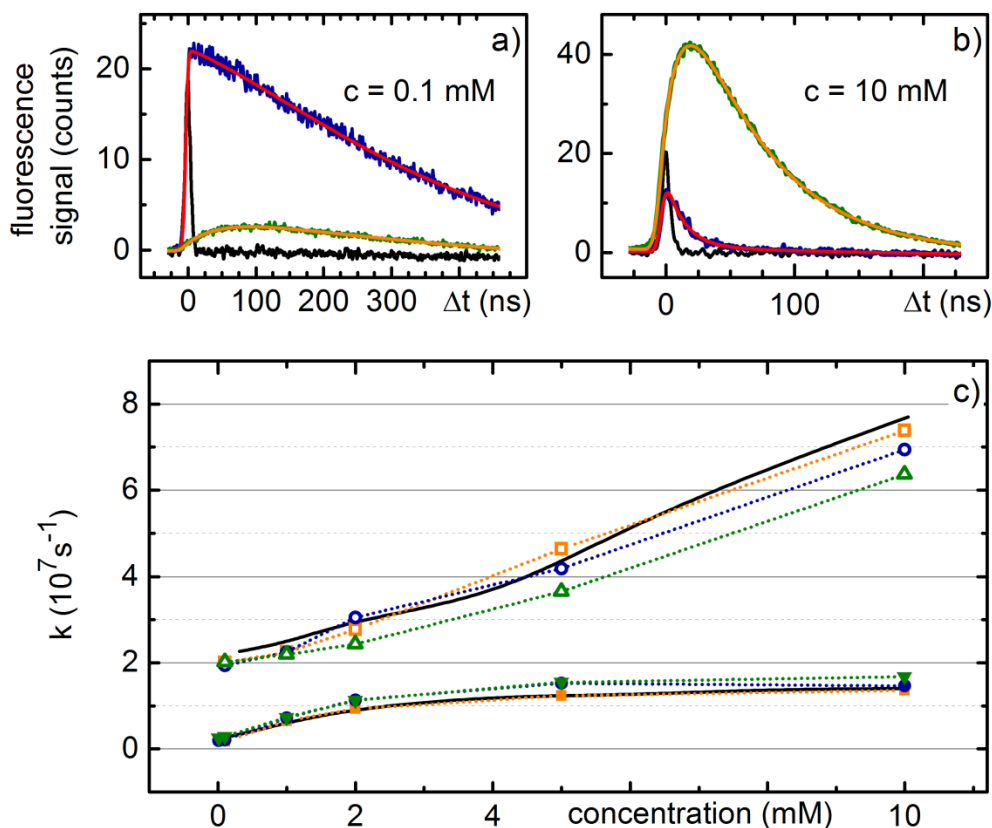 a)
c = 0.1 mM
fluorescence
signal (counts)
20
10
0
0 100 200 300 Δt (ns)
b)
c = 10 mM
40
20
0
0 100 Δt (ns)
c)
k (10⁷s⁻¹)
8
6
4
2
0
0 2 4 concentration (mM) 10